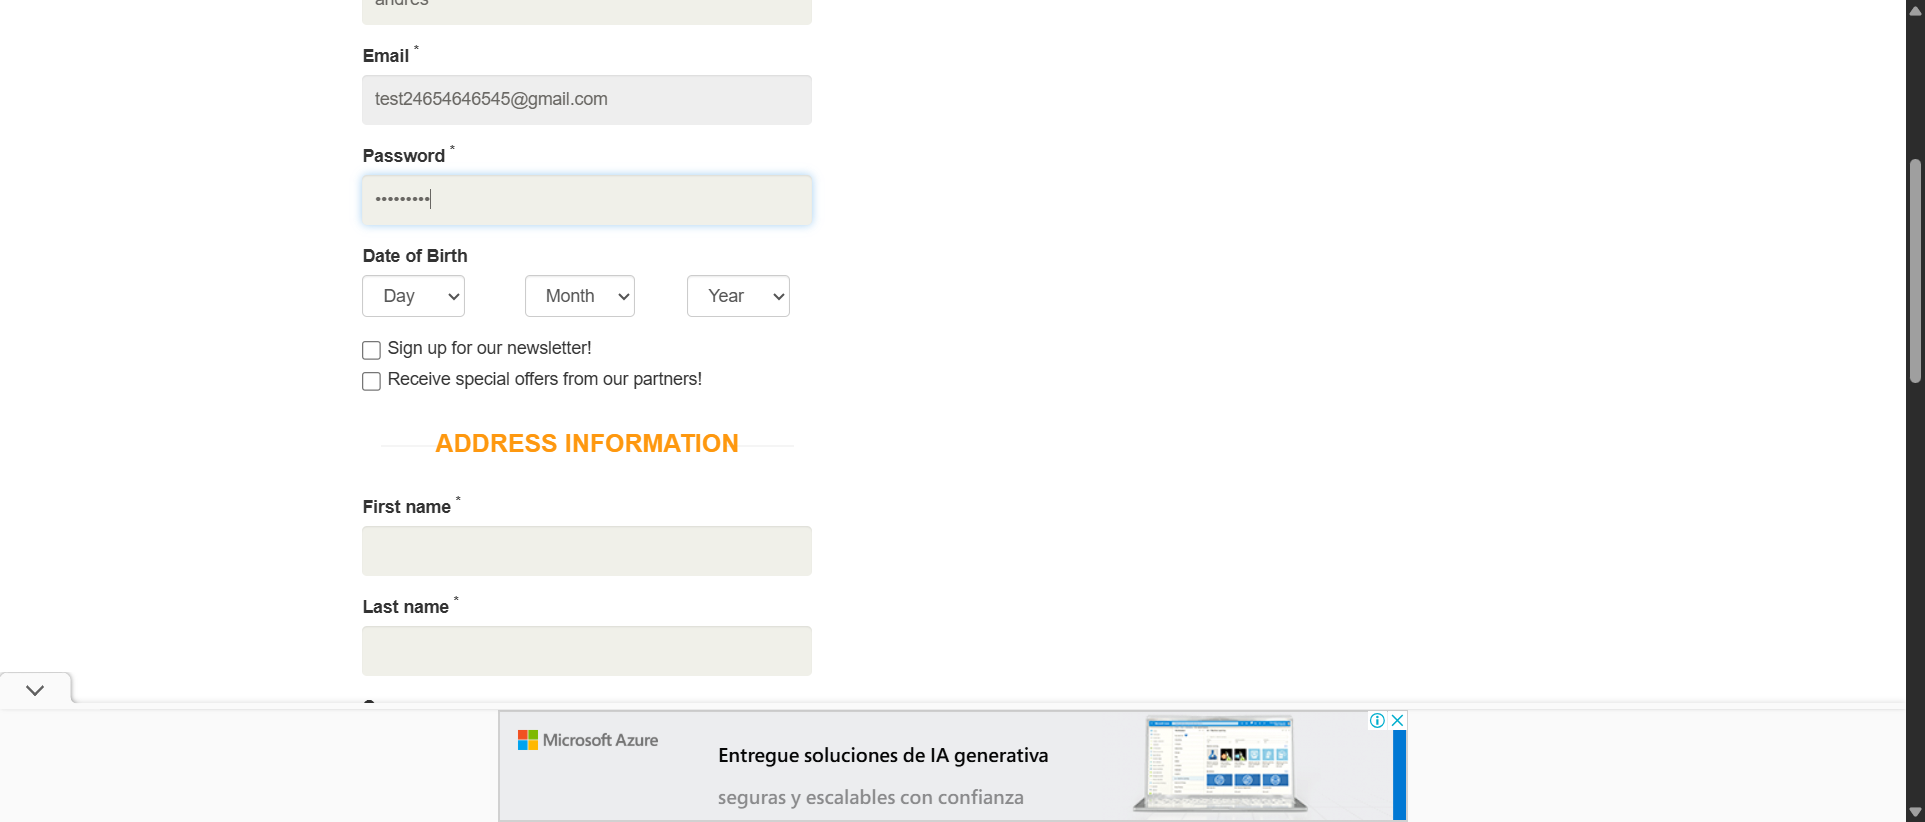 andres
Email *
test24654646545@gmail.com
Password *
•••••••••
Date of Birth
Day
Month
Year
Sign up for our newsletter!
Receive special offers from our partners!
ADDRESS INFORMATION
First name *
Last name *
Microsoft Azure
Entregue soluciones de IA generativa
seguras y escalables con confianza